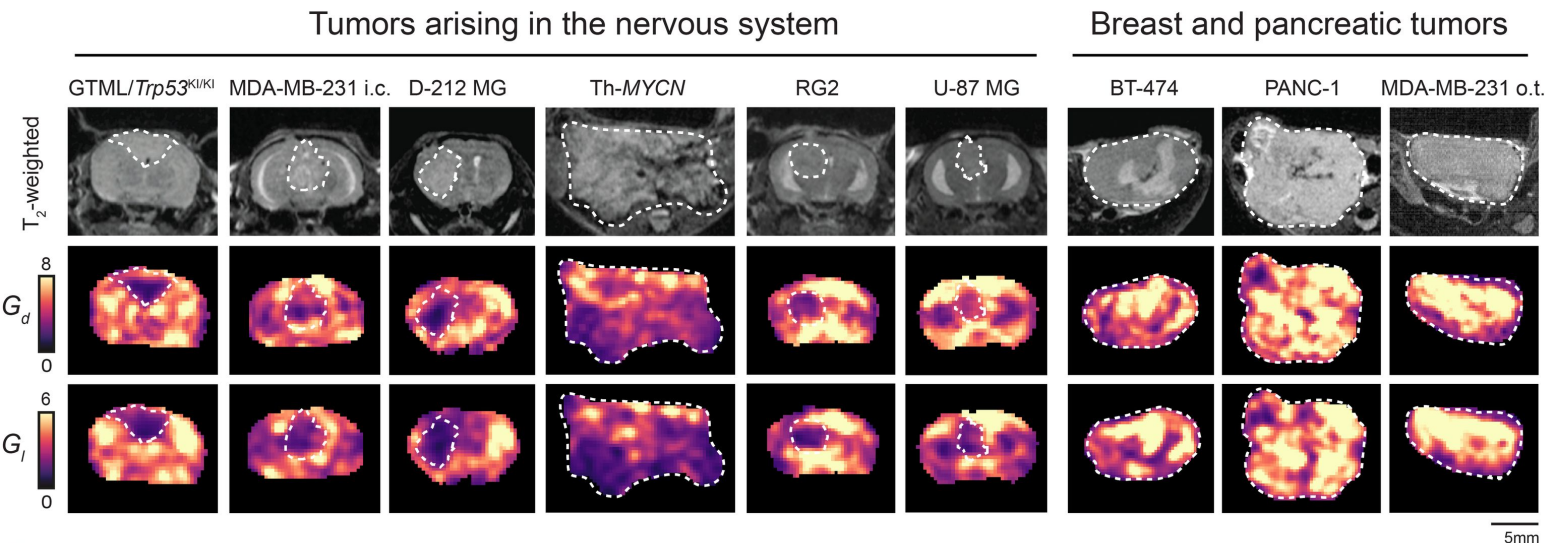 Tumors arising in the nervous system Breast and pancreatic tumors
GTML/Trp53KI/KI MDA-MB-231 i.c. D-212 MG Th-MYCN RG2 U-87 MG BT-474 PANC-1 MDA-MB-231 o.t.
T2-weighted
8
Gd
0
6
Gl
0
5mm